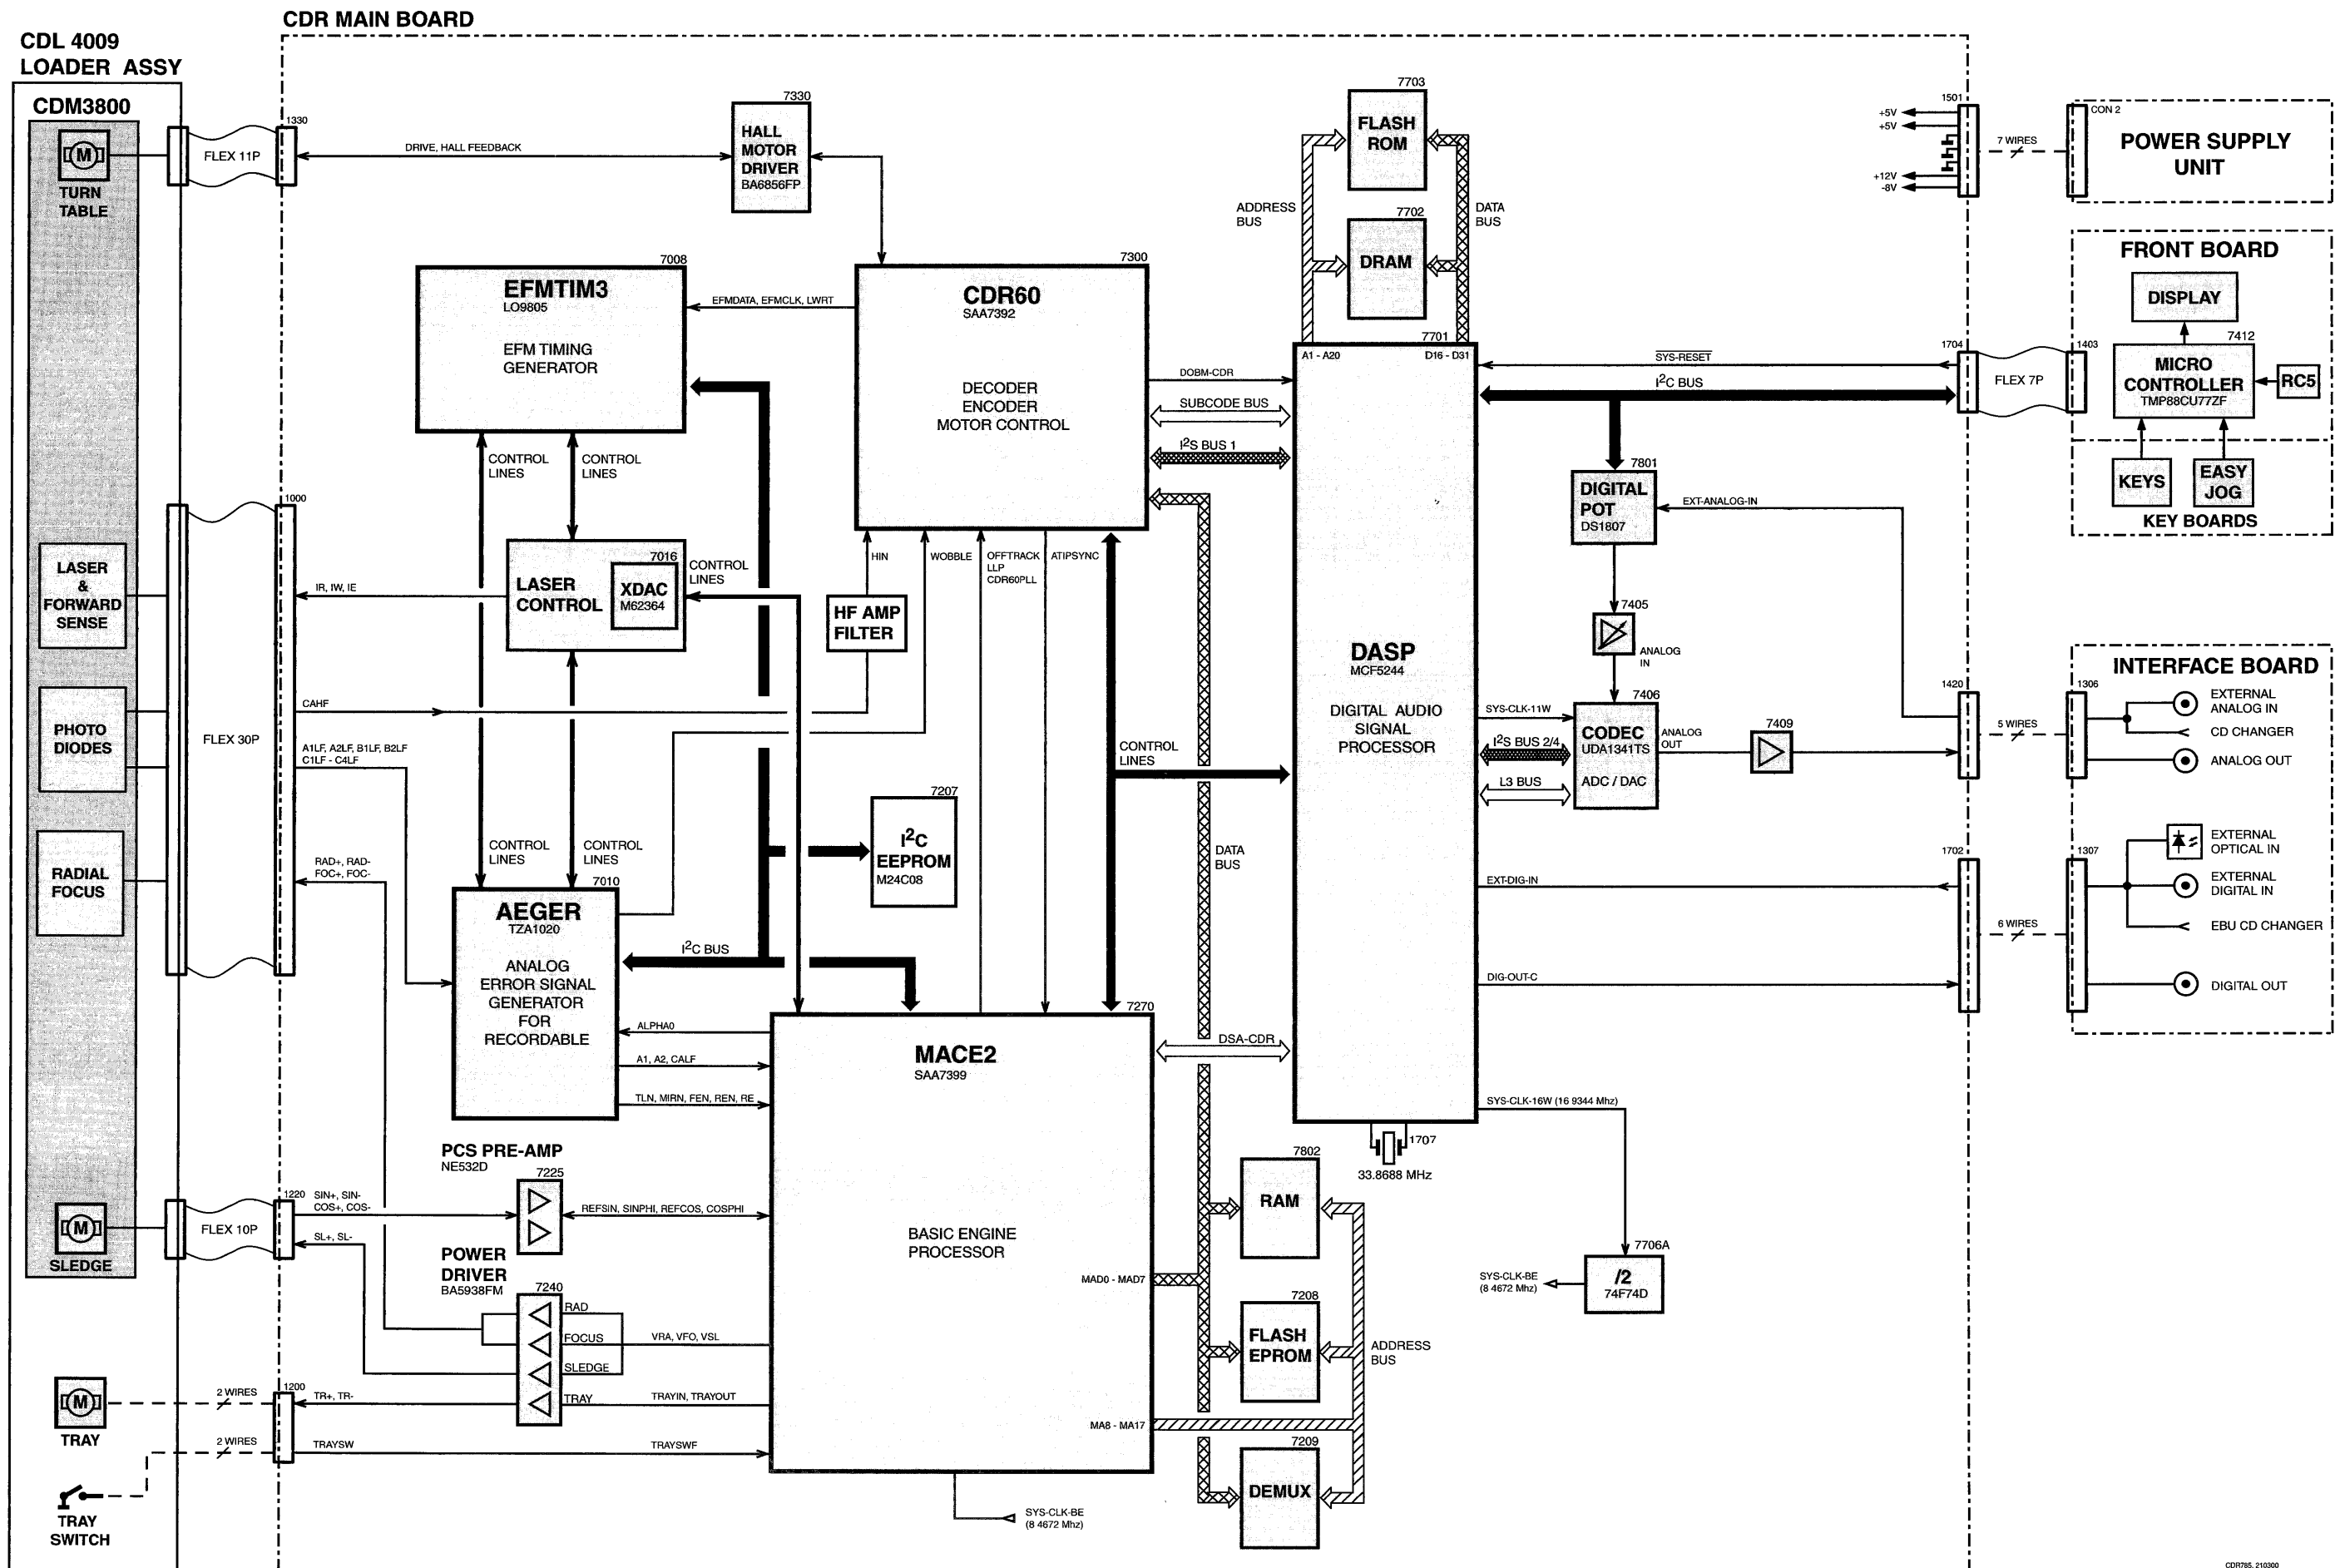 CDR MAIN BOARD
CDL 4009
LOADER ASSY
CDM3800
M
TURN
TABLE
FLEX 11P
1330
DRIVE, HALL FEEDBACK
7330
HALL
MOTOR
DRIVER
BA6856FP
7703
FLASH
ROM
ADDRESS
BUS
DATA
BUS
7702
DRAM
1501
+5V
+5V
+12V
-8V
7 WIRES
CON 2
POWER SUPPLY
UNIT
FRONT BOARD
DISPLAY
7412
MICRO
CONTROLLER
TMP88CU77ZF
RC5
KEYS
EASY
JOG
KEY BOARDS
1704
FLEX 7P
1403
7008
EFMTIM3
LO9805
EFM TIMING
GENERATOR
EFMDATA, EFMCLK, LWRT
7300
CDR60
SAA7392
DECODER
ENCODER
MOTOR CONTROL
DOBM-CDR
SUBCODE BUS
I2S BUS 1
7701
A1 - A20
D16 - D31
SYS-RESET
I2C BUS
DASP
MCF5244
DIGITAL AUDIO
SIGNAL
PROCESSOR
CONTROL
LINES
CONTROL
LINES
7801
DIGITAL
POT
DS1807
EXT-ANALOG-IN
7405
ANALOG
IN
7406
CODEC
UDA1341TS
ADC / DAC
SYS-CLK-11W
I2S BUS 2/4
L3 BUS
ANALOG
OUT
7409
1420
5 WIRES
1306
INTERFACE BOARD
EXTERNAL
ANALOG IN
CD CHANGER
ANALOG OUT
1000
LASER
&
FORWARD
SENSE
IR, IW, IE
LASER
CONTROL
7016
XDAC
M62364
CONTROL
LINES
HF AMP
FILTER
HIN
WOBBLE
OFFTRACK
LLP
CDR60PLL
ATIPSYNC
PHOTO
DIODES
FLEX 30P
CAHF
A1LF, A2LF, B1LF, B2LF
C1LF - C4LF
CONTROL
LINES
7207
I2C
EEPROM
M24C08
DATA
BUS
RADIAL
FOCUS
RAD+, RAD-
FOC+, FOC-
CONTROL
LINES
CONTROL
LINES
7010
AEGER
TZA1020
ANALOG
ERROR SIGNAL
GENERATOR
FOR
RECORDABLE
I2C BUS
EXT-DIG-IN
DIG-OUT-C
1702
6 WIRES
1307
EXTERNAL
OPTICAL IN
EXTERNAL
DIGITAL IN
EBU CD CHANGER
DIGITAL OUT
ALPHA0
A1, A2, CALF
TLN, MIRN, FEN, REN, RE
7270
MACE2
SAA7399
BASIC ENGINE
PROCESSOR
DSA-CDR
SYS-CLK-16W (16 9344 Mhz)
1707
33.8688 MHz
PCS PRE-AMP
NE532D
7225
1220
SIN+, SIN-
COS+, COS-
REFSIN, SINPHI, REFCOS, COSPHI
M
SLEDGE
FLEX 10P
SL+, SL-
POWER
DRIVER
BA5938FM
7240
RAD
FOCUS
SLEDGE
TRAY
VRA, VFO, VSL
MAD0 - MAD7
MA8 - MA17
7802
RAM
7208
FLASH
EPROM
ADDRESS
BUS
7209
DEMUX
7706A
/2
74F74D
SYS-CLK-BE
(8 4672 Mhz)
M
TRAY
2 WIRES
1200
TR+, TR-
TRAYIN, TRAYOUT
2 WIRES
TRAYSW
TRAYSWF
TRAY
SWITCH
SYS-CLK-BE
(8 4672 Mhz)
CDR785, 210300